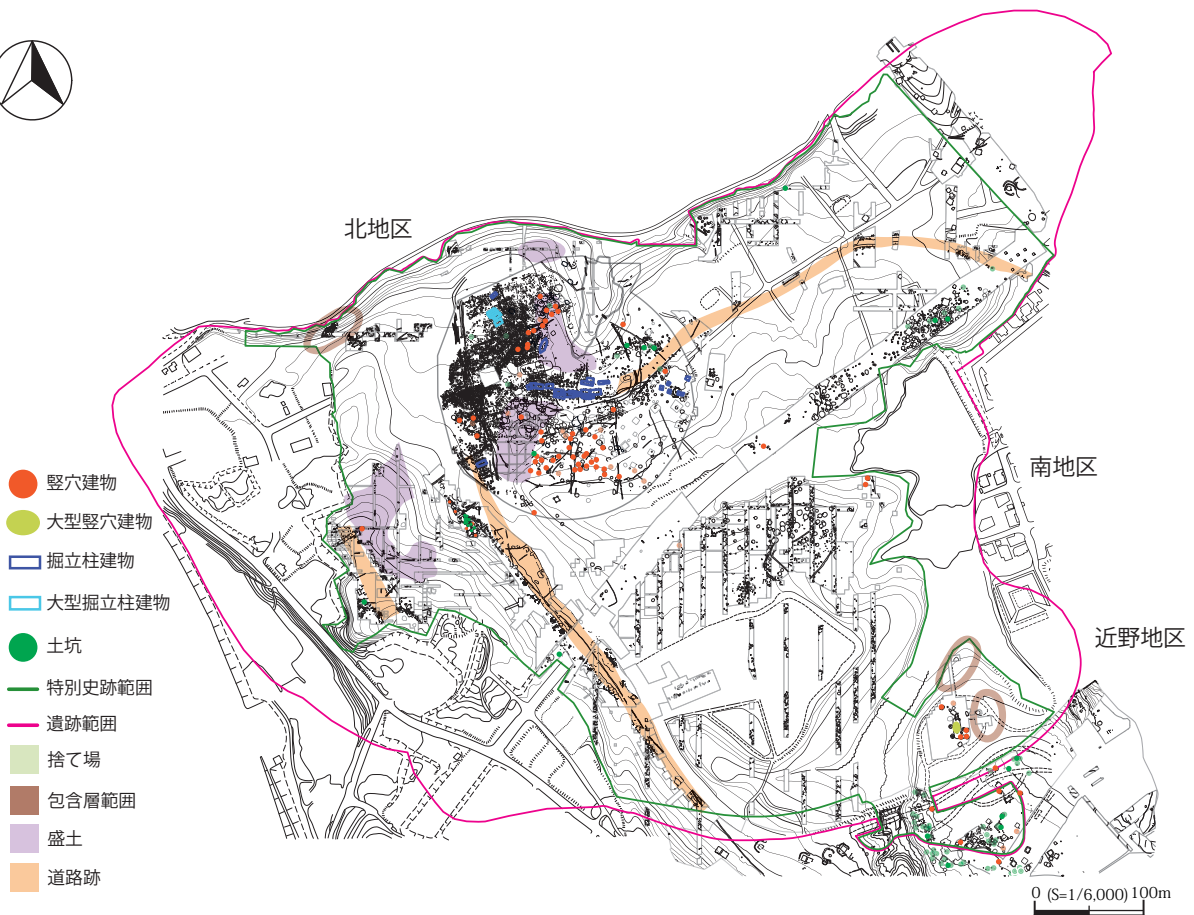 北地区
南地区
近野地区
竪穴建物
大型竪穴建物
掘立柱建物
大型掘立柱建物
土坑
特別史跡範囲
遺跡範囲
捨て場
包含層範囲
盛土
道路跡
0 (S=1/6,000) 100m